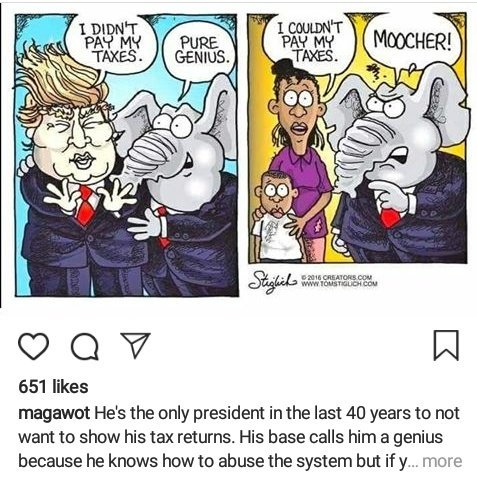 I DIDN'T
PAY MY
TAXES.
PURE
GENIUS.
I COULDN'T
PAY MY
TAXES.
MOOCHER!
Stiglich
© 2016 CREATORS.COM
WWW.TOMSTIGLICH.COM
651 likes
magawot He's the only president in the last 40 years to not
want to show his tax returns. His base calls him a genius
because he knows how to abuse the system but if y... more